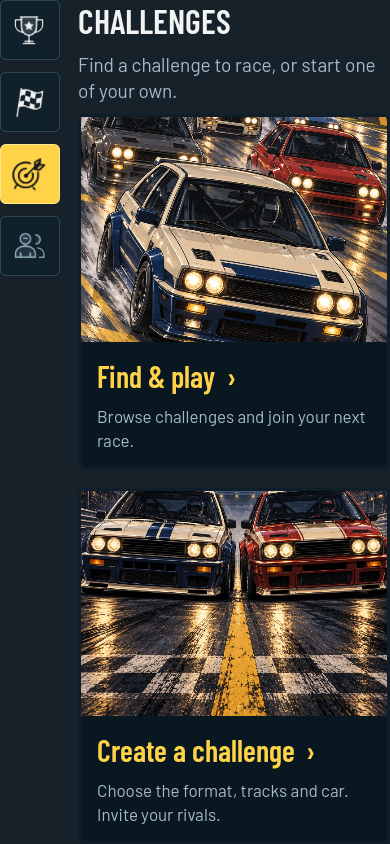 CHALLENGES
Find a challenge to race, or start one
of your own.
Find & play ›
Browse challenges and join your next
race.
Create a challenge ›
Choose the format, tracks and car.
Invite your rivals.